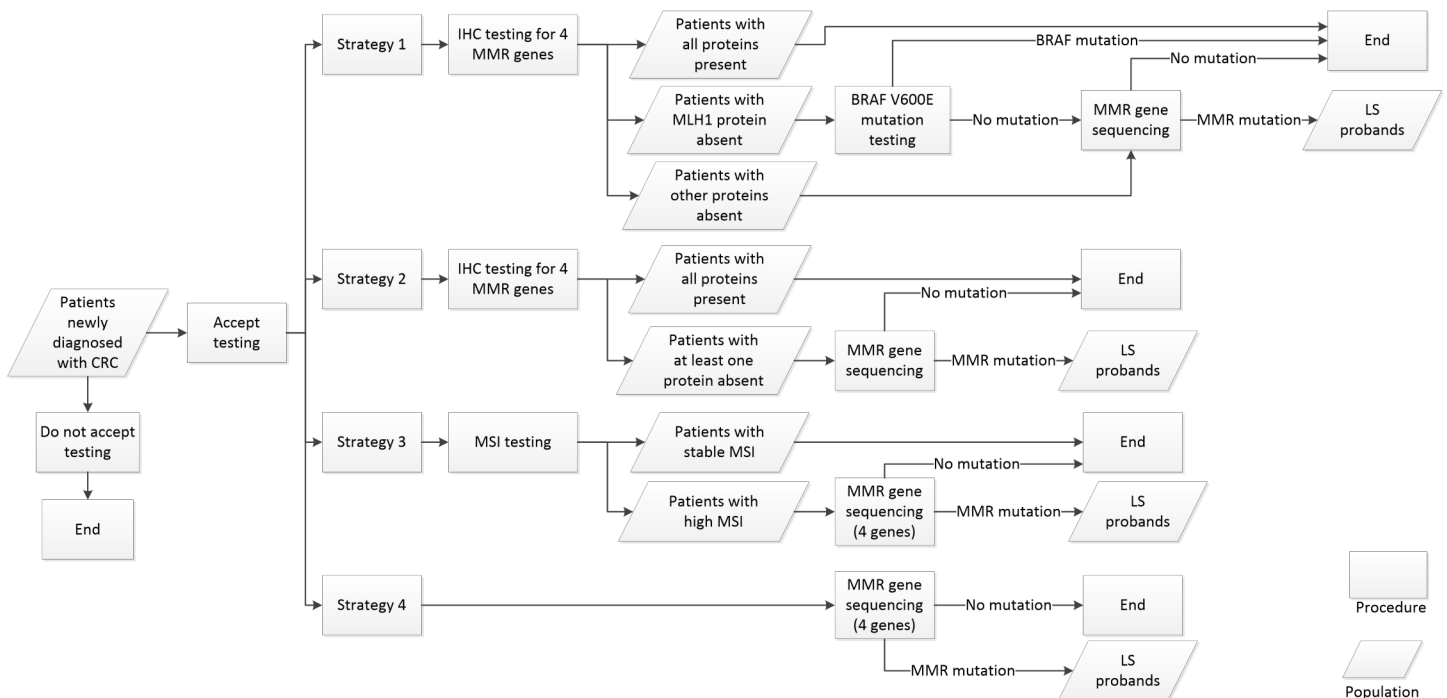 Patients
newly
diagnosed
with CRC
Accept
testing
Do not accept
testing
End
Strategy 1
IHC testing for 4
MMR genes
Patients with
all proteins
present
BRAF mutation
End
No mutation
Patients with
MLH1 protein
absent
BRAF V600E
mutation
testing
No mutation
MMR gene
sequencing
MMR mutation
LS
probands
Patients with
other proteins
absent
Strategy 2
IHC testing for 4
MMR genes
Patients with
all proteins
present
End
No mutation
Patients with
at least one
protein absent
MMR gene
sequencing
MMR mutation
LS
probands
Strategy 3
MSI testing
Patients with
stable MSI
End
No mutation
Patients with
high MSI
MMR gene
sequencing
(4 genes)
MMR mutation
LS
probands
Strategy 4
MMR gene
sequencing
(4 genes)
No mutation
End
MMR mutation
LS
probands
Procedure
Population